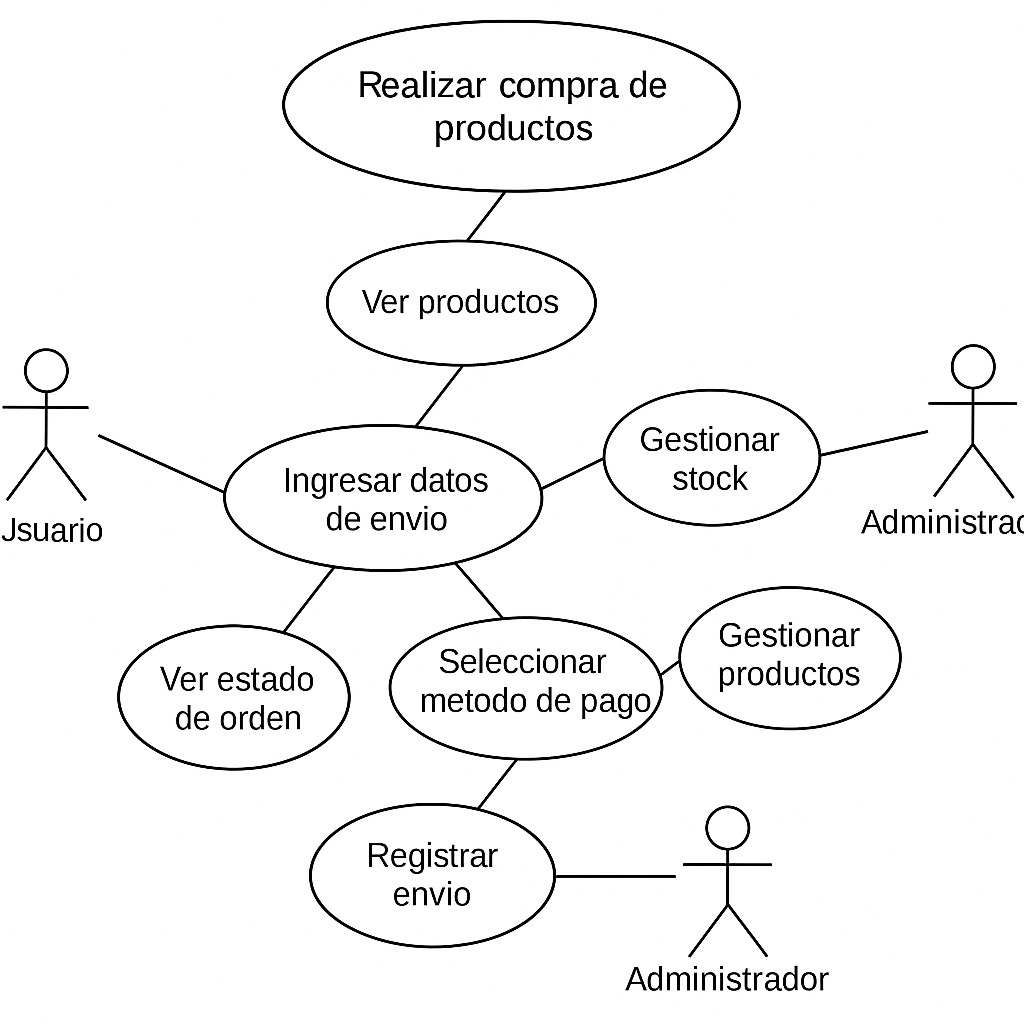 Realizar compra de
productos
Ver productos
Ingresar datos
de envio
Gestionar
stock
Jsuario
Administrac
Ver estado
de orden
Seleccionar
metodo de pago
Gestionar
productos
Registrar
envio
Administrador